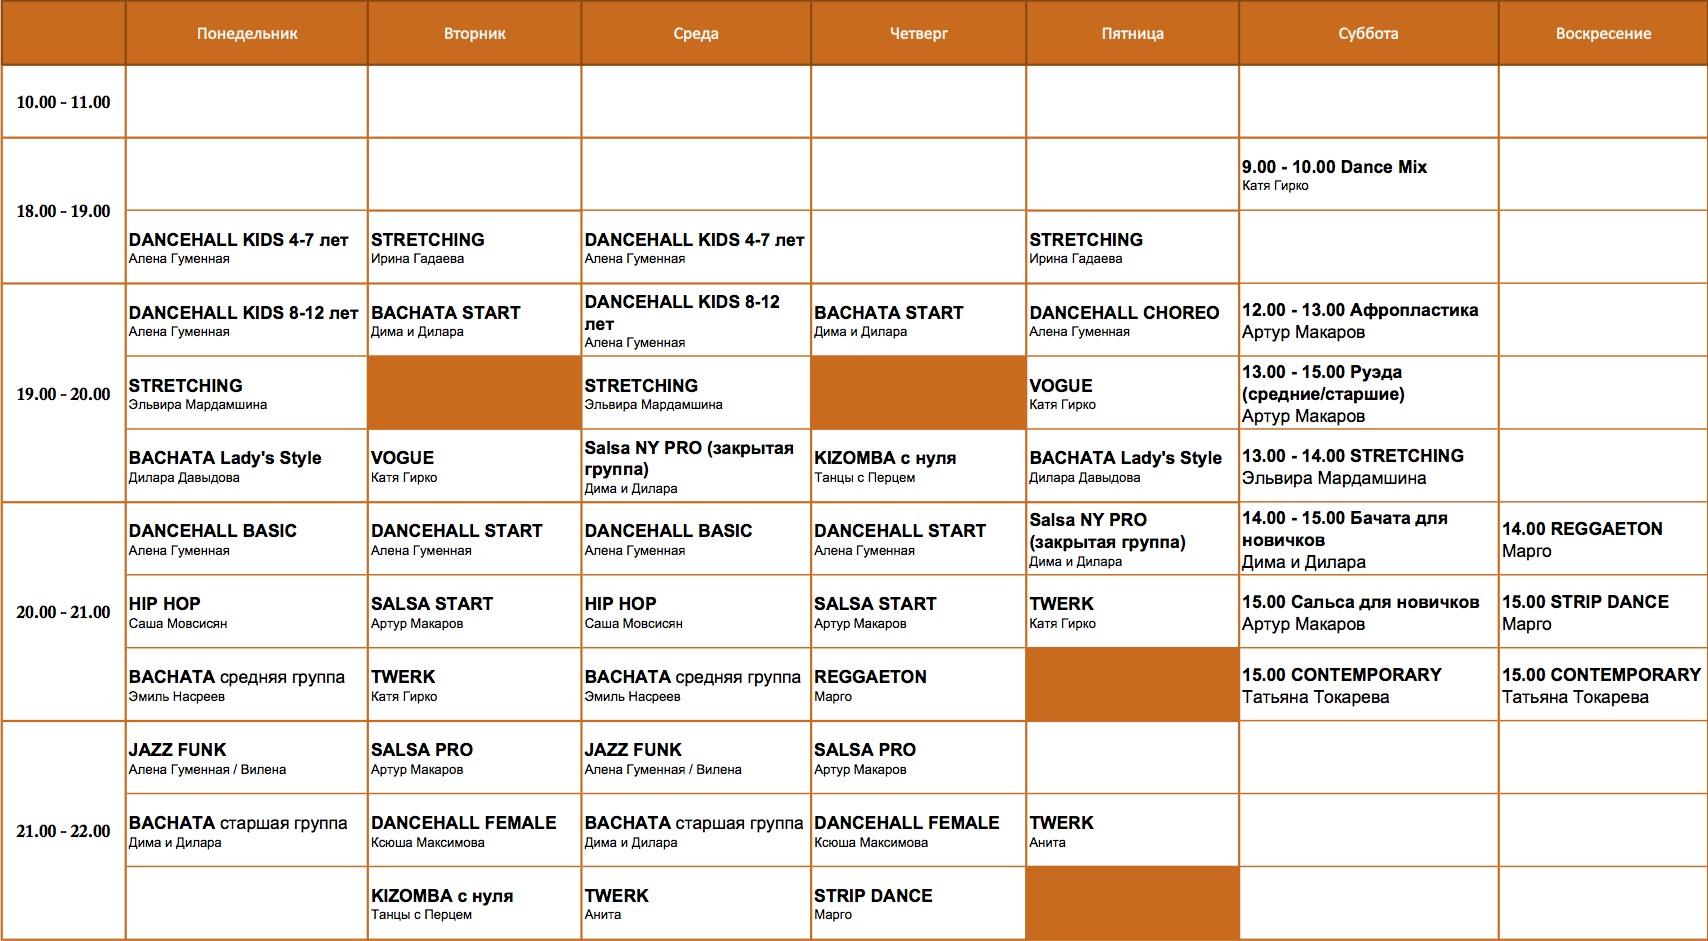 Понедельник
Вторник
Среда
Четверг
Пятница
Суббота
Воскресение
10.00 - 11.00
18.00 - 19.00
9.00 - 10.00 Dance Mix
Катя Гирко
DANCEHALL KIDS 4-7 лет
Алена Гуменная
STRETCHING
Ирина Гадаева
DANCEHALL KIDS 4-7 лет
Алена Гуменная
STRETCHING
Ирина Гадаева
19.00 - 20.00
DANCEHALL KIDS 8-12 лет
Алена Гуменная
BACHATA START
Дима и Дилара
DANCEHALL KIDS 8-12
лет
Алена Гуменная
BACHATA START
Дима и Дилара
DANCEHALL CHOREO
Алена Гуменная
12.00 - 13.00 Афропластика
Артур Макаров
STRETCHING
Эльвира Мардамшина
STRETCHING
Эльвира Мардамшина
VOGUE
Катя Гирко
13.00 - 15.00 Руэда
(средние/старшие)
Артур Макаров
BACHATA Lady's Style
Дилара Давыдова
VOGUE
Катя Гирко
Salsa NY PRO (закрытая
группа)
Дима и Дилара
KIZOMBA с нуля
Танцы с Перцем
BACHATA Lady's Style
Дилара Давыдова
13.00 - 14.00 STRETCHING
Эльвира Мардамшина
20.00 - 21.00
DANCEHALL BASIC
Алена Гуменная
DANCEHALL START
Алена Гуменная
DANCEHALL BASIC
Алена Гуменная
DANCEHALL START
Алена Гуменная
Salsa NY PRO
(закрытая группа)
Дима и Дилара
14.00 - 15.00 Бачата для
новичков
Дима и Дилара
14.00 REGGAETON
Марго
HIP HOP
Саша Мовсисян
SALSA START
Артур Макаров
HIP HOP
Саша Мовсисян
SALSA START
Артур Макаров
TWERK
Катя Гирко
15.00 Сальса для новичков
Артур Макаров
15.00 STRIP DANCE
Марго
BACHATA средняя группа
Эмиль Насреев
TWERK
Катя Гирко
BACHATA средняя группа
Эмиль Насреев
REGGAETON
Марго
15.00 CONTEMPORARY
Татьяна Токарева
15.00 CONTEMPORARY
Татьяна Токарева
21.00 - 22.00
JAZZ FUNK
Алена Гуменная / Вилена
SALSA PRO
Артур Макаров
JAZZ FUNK
Алена Гуменная / Вилена
SALSA PRO
Артур Макаров
BACHATA старшая группа
Дима и Дилара
DANCEHALL FEMALE
Ксюша Максимова
BACHATA старшая группа
Дима и Дилара
DANCEHALL FEMALE
Ксюша Максимова
TWERK
Анита
KIZOMBA с нуля
Танцы с Перцем
TWERK
Анита
STRIP DANCE
Марго